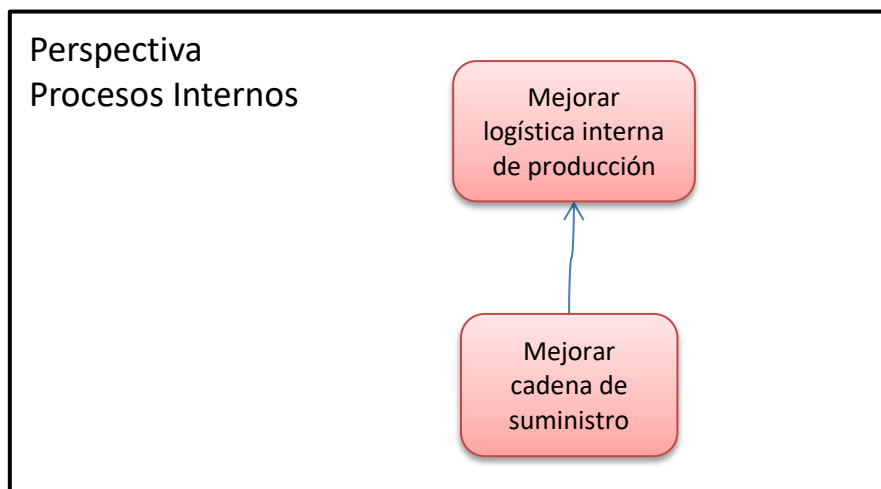 Perspectiva
Procesos Internos
Mejorar
logística interna
de producción
Mejorar
cadena de
suministro